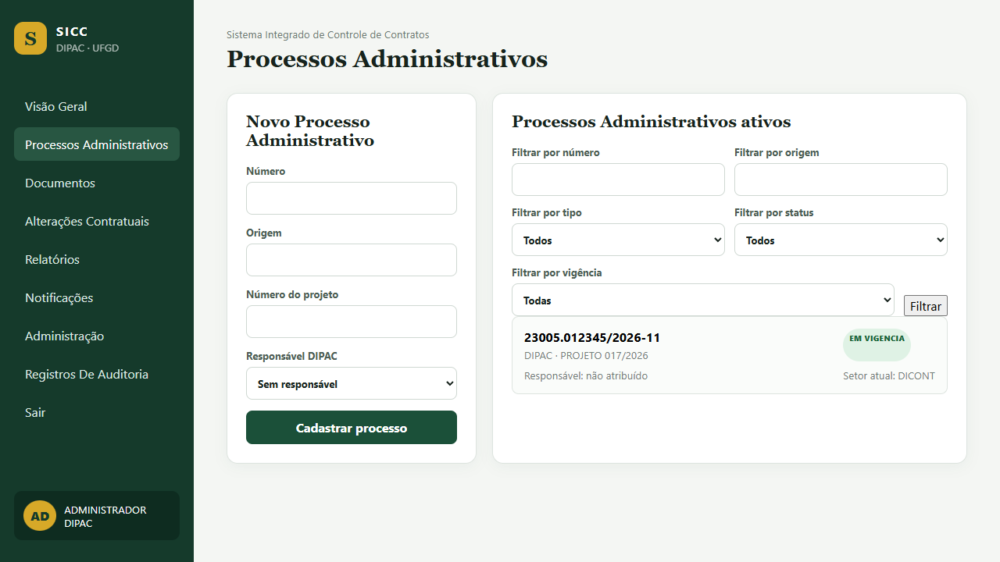 S
SICC
DIPAC · UFGD
Visão Geral
Processos Administrativos
Documentos
Alterações Contratuais
Relatórios
Notificações
Administração
Registros De Auditoria
Sair
AD
ADMINISTRADOR
DIPAC
Sistema Integrado de Controle de Contratos
Processos Administrativos
Novo Processo
Administrativo
Número
Origem
Número do projeto
Responsável DIPAC
Sem responsável
Cadastrar processo
Processos Administrativos ativos
Filtrar por número
Filtrar por origem
Filtrar por tipo
Filtrar por status
Todos
Todos
Filtrar por vigência
Todas
Filtrar
23005.012345/2026-11
EM VIGENCIA
DIPAC · PROJETO 017/2026
Responsável: não atribuído
Setor atual: DICONT